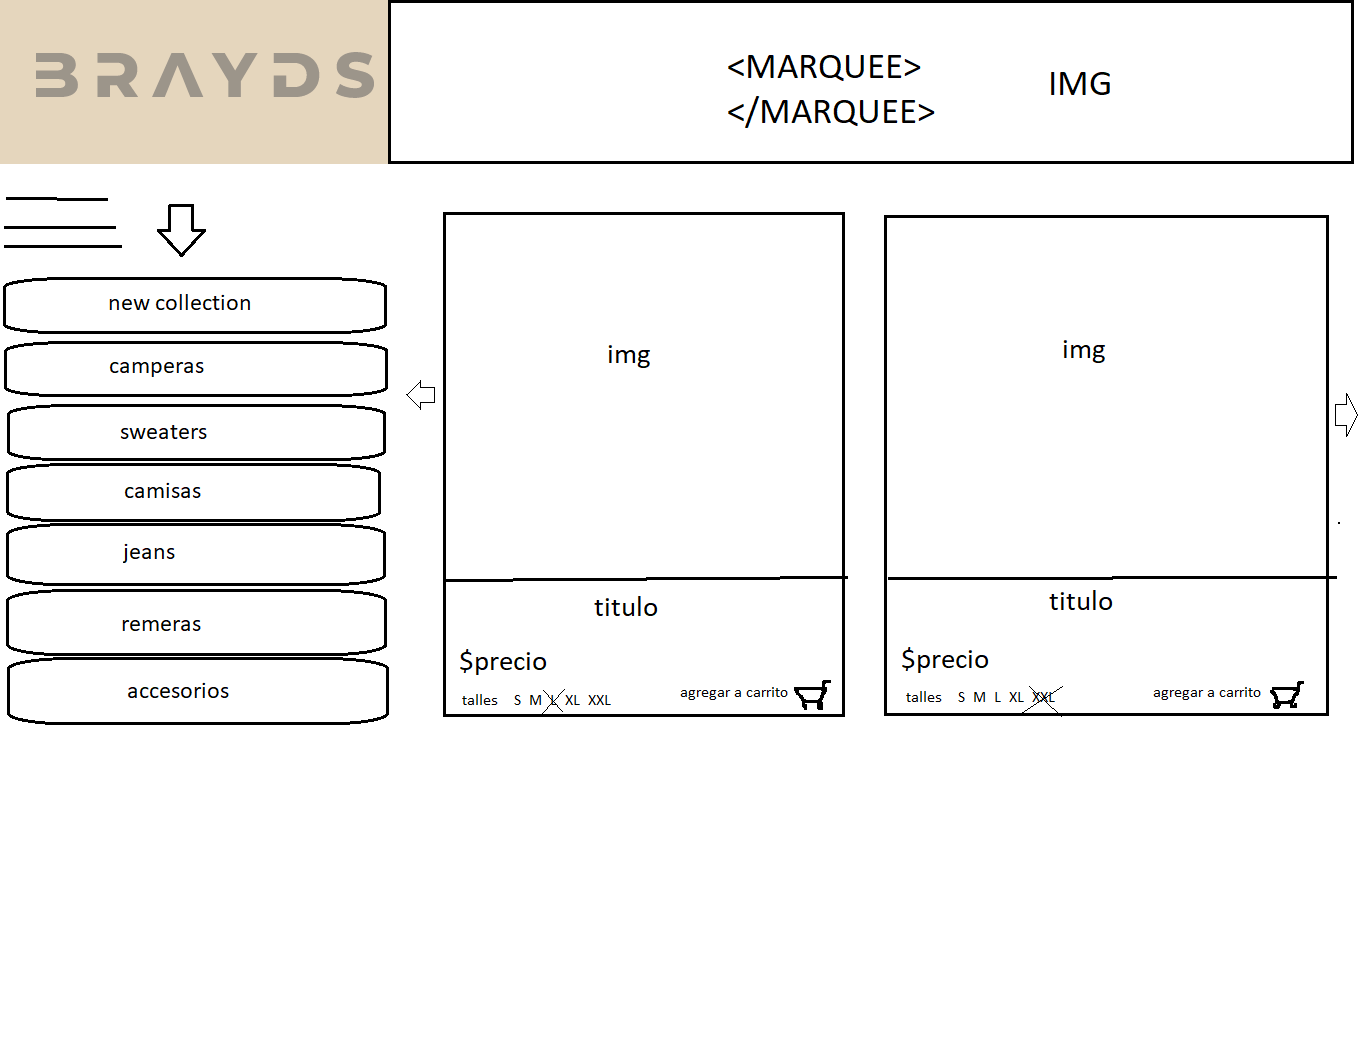 BRAYDS
<MARQUEE>
</MARQUEE>
IMG
new collection
camperas
sweaters
camisas
jeans
remeras
accesorios
img
titulo
$precio
talles S M L XL XXL
agregar a carrito
img
titulo
$precio
talles S M L XL XXL
agregar a carrito